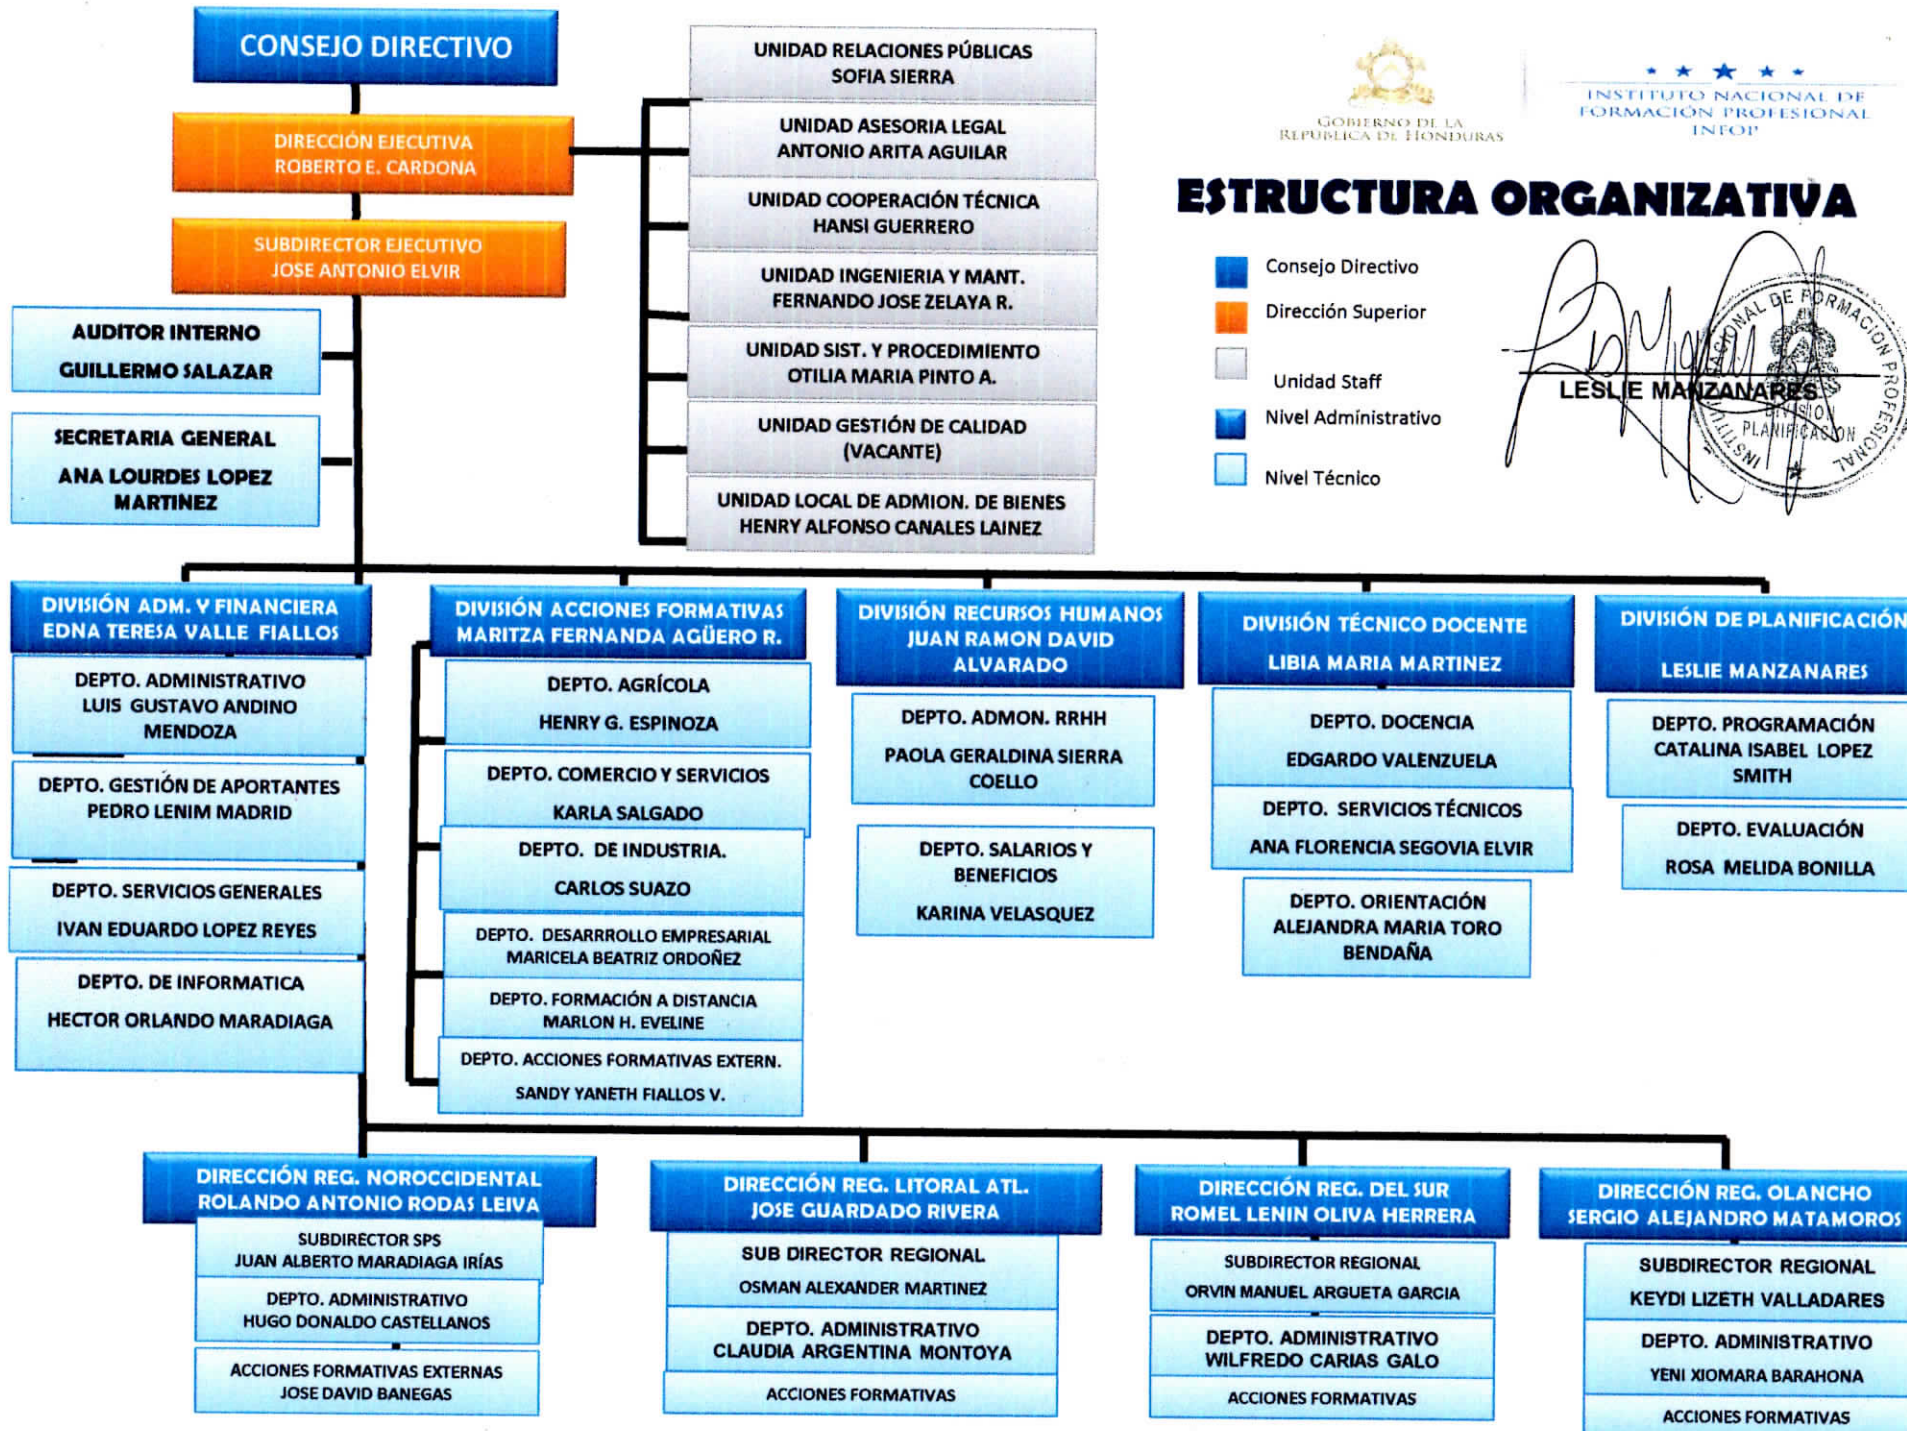 CONSEJO DIRECTIVO
DIRECCIÓN EJECUTIVA
ROBERTO E. CARDONA
SUBDIRECTOR EJECUTIVO
JOSE ANTONIO ELVIR
AUDITOR INTERNO
GUILLERMO SALAZAR
SECRETARIA GENERAL
ANA LOURDES LOPEZ
MARTINEZ
UNIDAD RELACIONES PÚBLICAS
SOFIA SIERRA
UNIDAD ASESORIA LEGAL
ANTONIO ARITA AGUILAR
UNIDAD COOPERACIÓN TÉCNICA
HANSI GUERRERO
UNIDAD INGENIERIA Y MANT.
FERNANDO JOSE ZELAYA R.
UNIDAD SIST. Y PROCEDIMIENTO
OTILIA MARIA PINTO A.
UNIDAD GESTIÓN DE CALIDAD
(VACANTE)
UNIDAD LOCAL DE ADMION. DE BIENES
HENRY ALFONSO CANALES LAINEZ
GOBIERNO DE LA
REPÚBLICA DE HONDURAS
INSTITUTO NACIONAL DE
FORMACIÓN PROFESIONAL
INFOP
ESTRUCTURA ORGANIZATIVA
Consejo Directivo
Dirección Superior
Unidad Staff
Nivel Administrativo
Nivel Técnico
LESLIE MANZANARES
INSTITUTO NACIONAL DE FORMACION PROFESIONAL
DIVISION
PLANIFICACION
DIVISIÓN ADM. Y FINANCIERA
EDNA TERESA VALLE FIALLOS
DEPTO. ADMINISTRATIVO
LUIS GUSTAVO ANDINO
MENDOZA
DEPTO. GESTIÓN DE APORTANTES
PEDRO LENIM MADRID
DEPTO. SERVICIOS GENERALES
IVAN EDUARDO LOPEZ REYES
DEPTO. DE INFORMATICA
HECTOR ORLANDO MARADIAGA
DIVISIÓN ACCIONES FORMATIVAS
MARITZA FERNANDA AGÜERO R.
DEPTO. AGRÍCOLA
HENRY G. ESPINOZA
DEPTO. COMERCIO Y SERVICIOS
KARLA SALGADO
DEPTO. DE INDUSTRIA.
CARLOS SUAZO
DEPTO. DESARRROLLO EMPRESARIAL
MARICELA BEATRIZ ORDOÑEZ
DEPTO. FORMACIÓN A DISTANCIA
MARLON H. EVELINE
DEPTO. ACCIONES FORMATIVAS EXTERN.
SANDY YANETH FIALLOS V.
DIVISIÓN RECURSOS HUMANOS
JUAN RAMON DAVID
ALVARADO
DEPTO. ADMON. RRHH
PAOLA GERALDINA SIERRA
COELLO
DEPTO. SALARIOS Y
BENEFICIOS
KARINA VELASQUEZ
DIVISIÓN TÉCNICO DOCENTE
LIBIA MARIA MARTINEZ
DEPTO. DOCENCIA
EDGARDO VALENZUELA
DEPTO. SERVICIOS TÉCNICOS
ANA FLORENCIA SEGOVIA ELVIR
DEPTO. ORIENTACIÓN
ALEJANDRA MARIA TORO
BENDAÑA
DIVISIÓN DE PLANIFICACIÓN
LESLIE MANZANARES
DEPTO. PROGRAMACIÓN
CATALINA ISABEL LOPEZ
SMITH
DEPTO. EVALUACIÓN
ROSA MELIDA BONILLA
DIRECCIÓN REG. NOROCCIDENTAL
ROLANDO ANTONIO RODAS LEIVA
SUBDIRECTOR SPS
JUAN ALBERTO MARADIAGA IRÍAS
DEPTO. ADMINISTRATIVO
HUGO DONALDO CASTELLANOS
ACCIONES FORMATIVAS EXTERNAS
JOSE DAVID BANEGAS
DIRECCIÓN REG. LITORAL ATL.
JOSE GUARDADO RIVERA
SUB DIRECTOR REGIONAL
OSMAN ALEXANDER MARTINEZ
DEPTO. ADMINISTRATIVO
CLAUDIA ARGENTINA MONTOYA
ACCIONES FORMATIVAS
DIRECCIÓN REG. DEL SUR
ROMEL LENIN OLIVA HERRERA
SUBDIRECTOR REGIONAL
ORVIN MANUEL ARGUETA GARCIA
DEPTO. ADMINISTRATIVO
WILFREDO CARIAS GALO
ACCIONES FORMATIVAS
DIRECCIÓN REG. OLANCHO
SERGIO ALEJANDRO MATAMOROS
SUBDIRECTOR REGIONAL
KEYDI LIZETH VALLADARES
DEPTO. ADMINISTRATIVO
YENI XIOMARA BARAHONA
ACCIONES FORMATIVAS